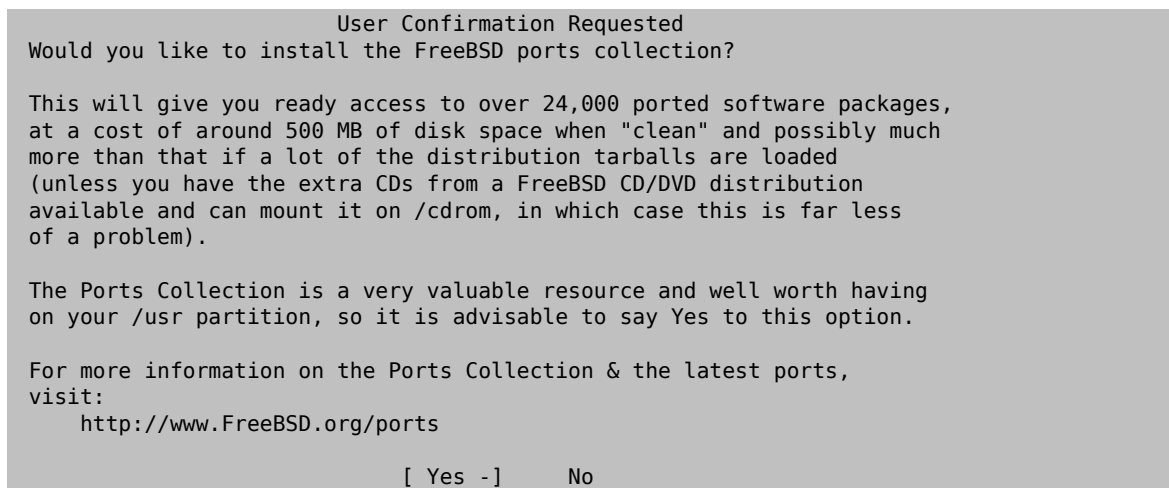 User Confirmation Requested
Would you like to install the FreeBSD ports collection?
This will give you ready access to over 24,000 ported software packages,
at a cost of around 500 MB of disk space when "clean" and possibly much
more than that if a lot of the distribution tarballs are loaded
(unless you have the extra CDs from a FreeBSD CD/DVD distribution
available and can mount it on /cdrom, in which case this is far less
of a problem).
The Ports Collection is a very valuable resource and well worth having
on your /usr partition, so it is advisable to say Yes to this option.
For more information on the Ports Collection & the latest ports,
visit:
http://www.FreeBSD.org/ports
[ Yes -]     No